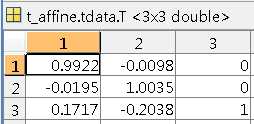 t_affine.tdata.T <3x3 double>
1 2 3
1 0.9922 -0.0098 0
2 -0.0195 1.0035 0
3 0.1717 -0.2038 1